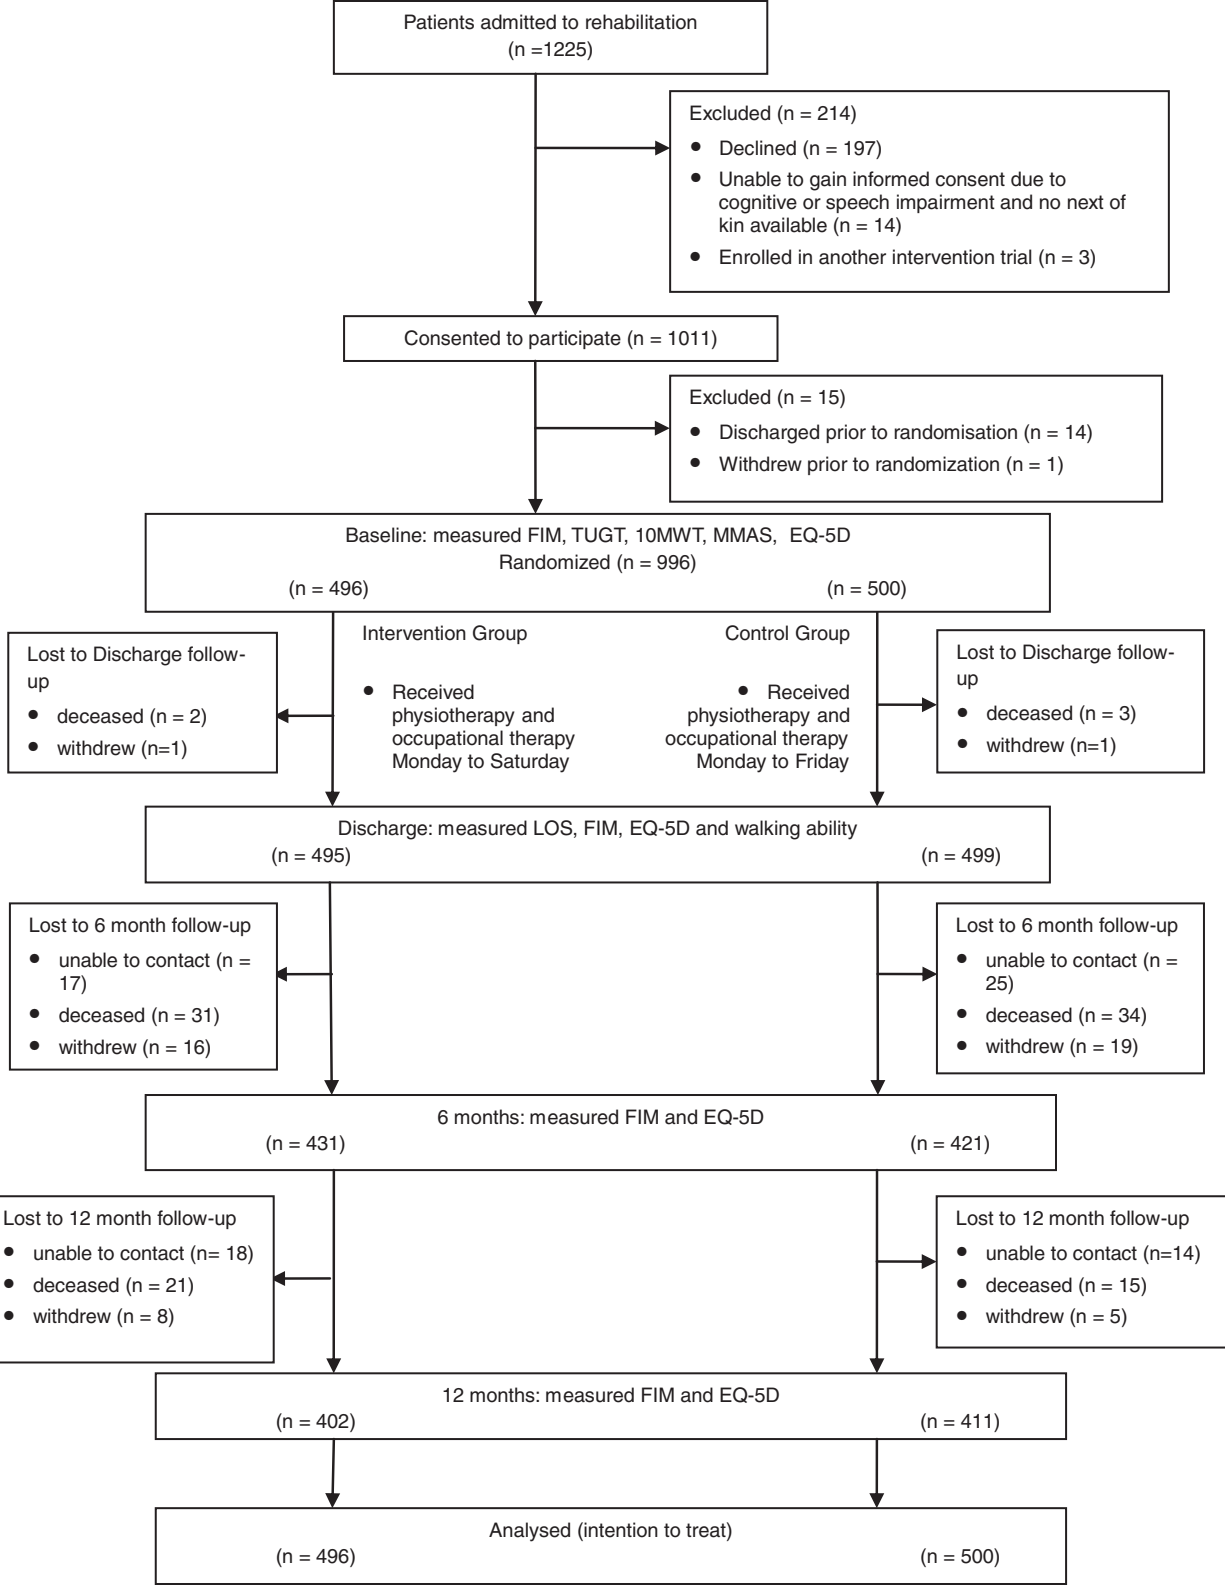 Patients admitted to rehabilitation
(n =1225)
Excluded (n = 214)
● Declined (n = 197)
● Unable to gain informed consent due to
cognitive or speech impairment and no next of
kin available (n = 14)
● Enrolled in another intervention trial (n = 3)
Consented to participate (n = 1011)
Excluded (n = 15)
● Discharged prior to randomisation (n = 14)
● Withdrew prior to randomization (n = 1)
Baseline: measured FIM, TUGT, 10MWT, MMAS, EQ-5D
Randomized (n = 996)
(n = 496)
(n = 500)
Lost to Discharge follow-
up
● deceased (n = 2)
● withdrew (n=1)
Intervention Group
● Received
physiotherapy and
occupational therapy
Monday to Saturday
Control Group
● Received
physiotherapy and
occupational therapy
Monday to Friday
Lost to Discharge follow-
up
● deceased (n = 3)
● withdrew (n=1)
Discharge: measured LOS, FIM, EQ-5D and walking ability
(n = 495)
(n = 499)
Lost to 6 month follow-up
● unable to contact (n =
17)
● deceased (n = 31)
● withdrew (n = 16)
Lost to 6 month follow-up
● unable to contact (n =
25)
● deceased (n = 34)
● withdrew (n = 19)
6 months: measured FIM and EQ-5D
(n = 431)
(n = 421)
Lost to 12 month follow-up
● unable to contact (n= 18)
● deceased (n = 21)
● withdrew (n = 8)
Lost to 12 month follow-up
● unable to contact (n=14)
● deceased (n = 15)
● withdrew (n = 5)
12 months: measured FIM and EQ-5D
(n = 402)
(n = 411)
Analysed (intention to treat)
(n = 496)
(n = 500)